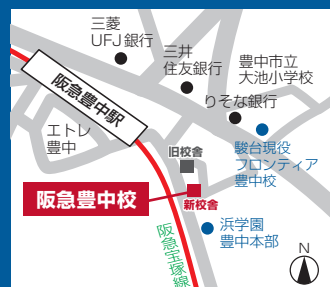 三菱
UFJ銀行
三井
住友銀行
豊中市立
大池小学校
りそな銀行
阪急豊中駅
エトレ
豊中
旧校舎
駿台現役
フロンティア
豊中校
阪急豊中校
新校舎
浜学園
豊中本部
阪急宝塚線
N